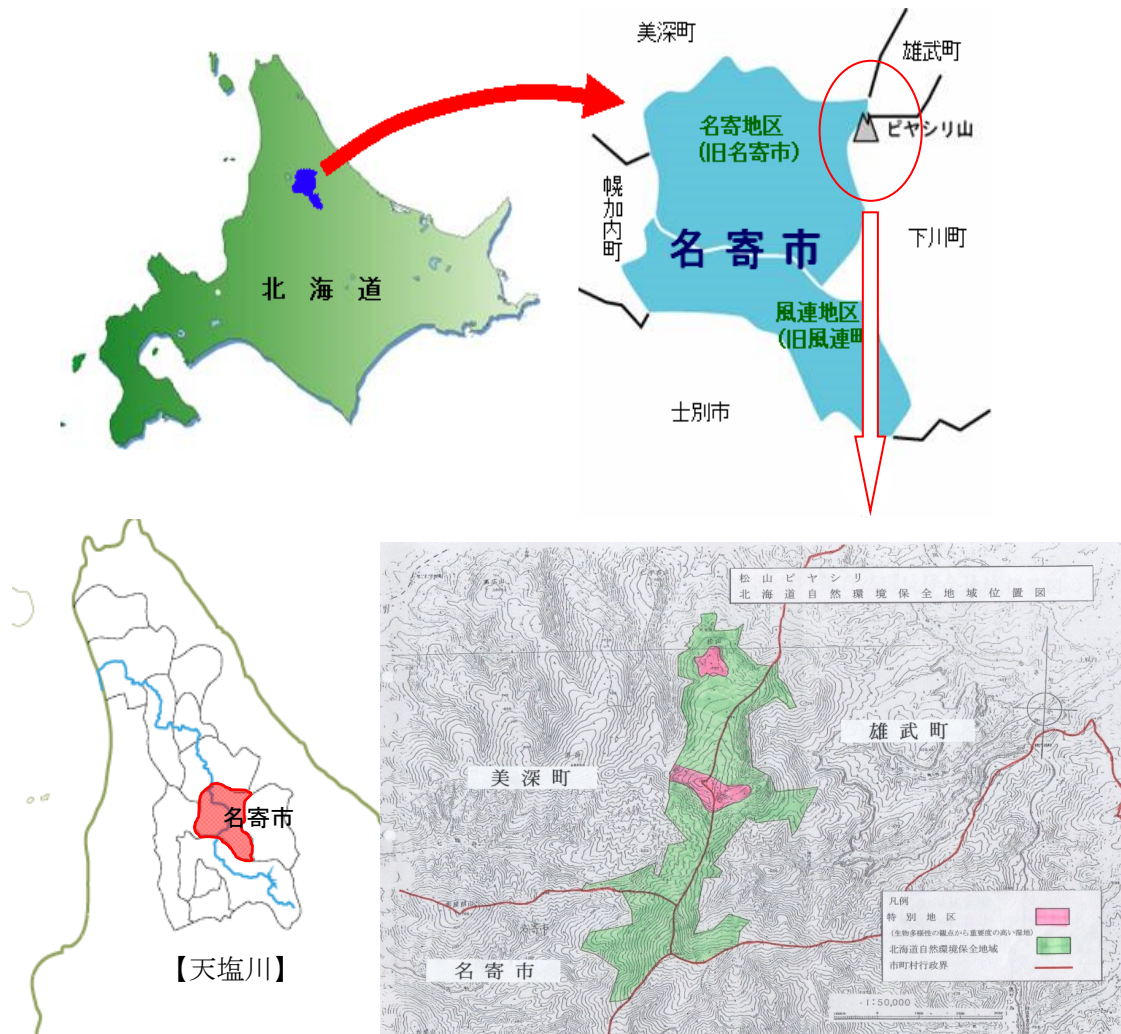 美深町
雄武町
名寄地区
(旧名寄市)
ピヤシリ山
幌加内町
名寄市
下川町
北海道
風連地区
(旧風連町
士別市
松山ピヤシリ
北海道自然環境保全地域位置図
雄武町
美深町
名寄市
凡例
特別地区
(生物多様性の観点から重要度の高い湿地)
北海道自然環境保全地域
市町村行政界
名寄市
1:50,000
【天塩川】